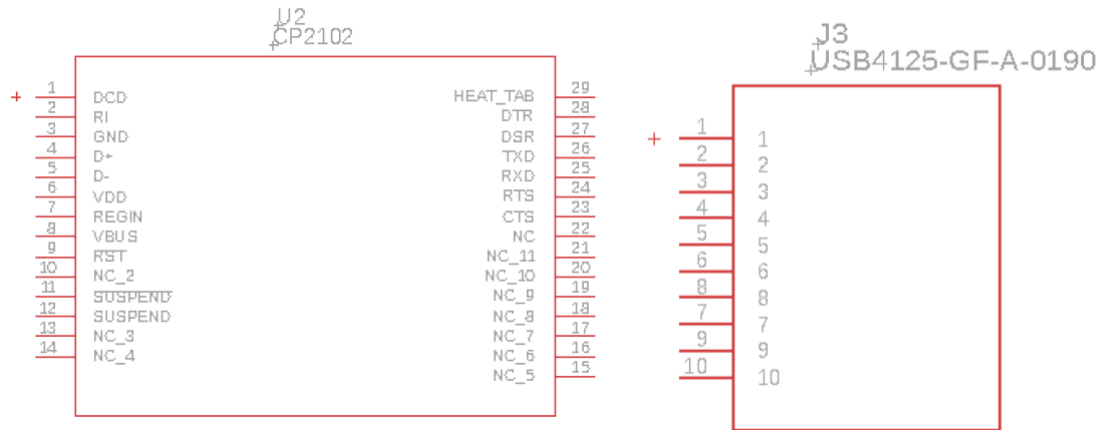 U2
CP2102
1 DCD
2 RI
3 GND
4 D+
5 D-
6 VDD
7 REGIN
8 VBUS
9 RST
10 NC_2
11 SUSPEND
12 SUSPEND
13 NC_3
14 NC_4
HEAT_TAB 29
DTR 28
DSR 27
TXD 26
RXD 25
RTS 24
CTS 23
NC 22
NC_11 21
NC_10 20
NC_9 19
NC_8 18
NC_7 17
NC_6 16
NC_5 15
J3
USB4125-GF-A-0190
1 1
2 2
3 3
4 4
5 5
6 6
8 8
7 7
9 9
10 10